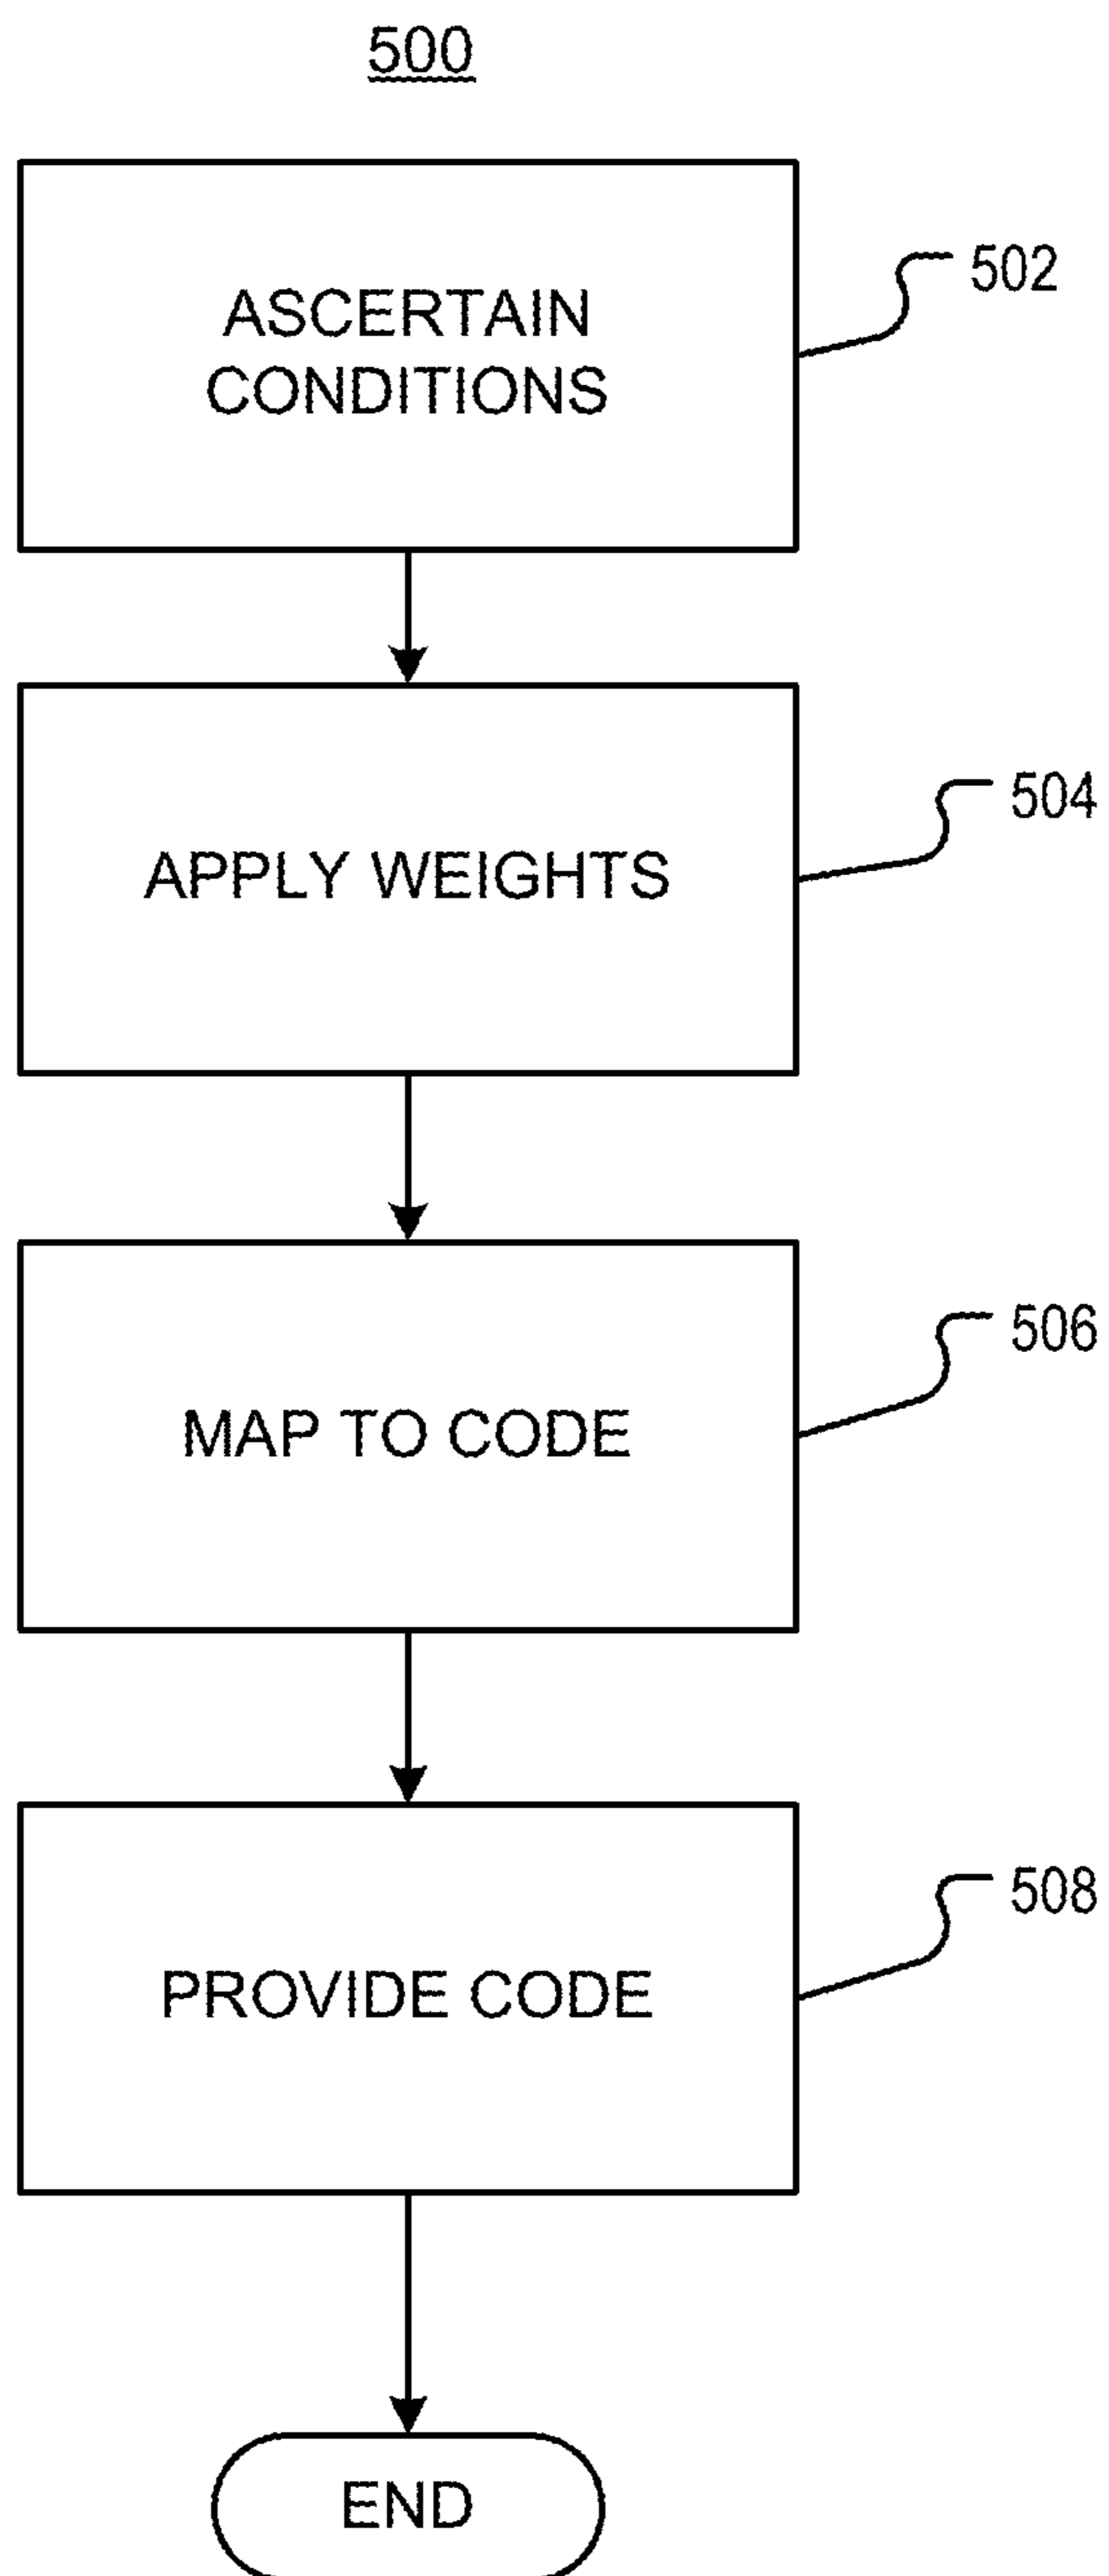 500
ASCERTAIN
CONDITIONS
502
APPLY WEIGHTS
504
MAP TO CODE
506
PROVIDE CODE
508
END